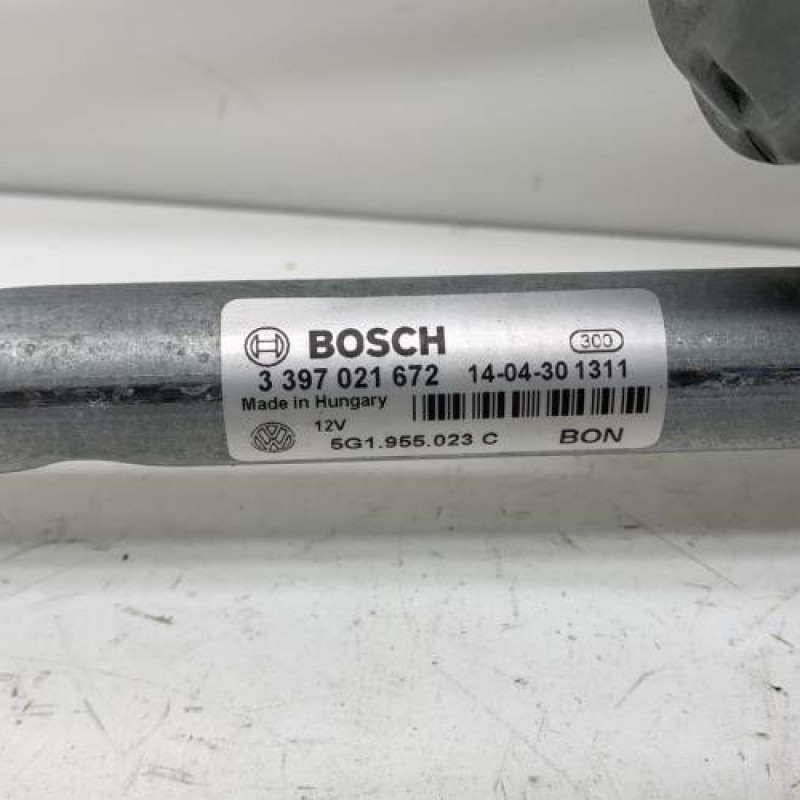 BOSCH 300
3 397 021 672 14-04-30 1311
Made in Hungary
12V
5G1.955.023 C BON